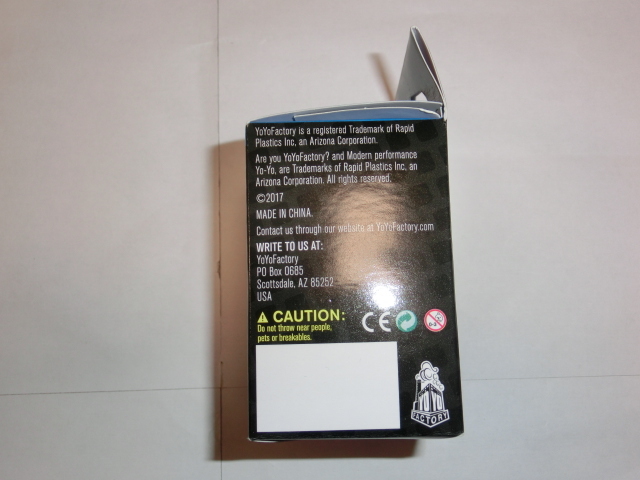 YoYoFactory is a registered Trademark of Rapid
Plastics Inc, an Arizona Corporation.
Are you YoYoFactory? and Modern performance
Yo-Yo, are Trademarks of Rapid Plastics Inc, an
Arizona Corporation. All rights reserved.
©2017
MADE IN CHINA.
Contact us through our website at YoYoFactory.com
WRITE TO US AT:
YoYoFactory
PO Box 0685
Scottsdale, AZ 85252
USA
⚠ CAUTION:
Do not throw near people,
pets or breakables.
CE
0-3
YOYO
FACTORY